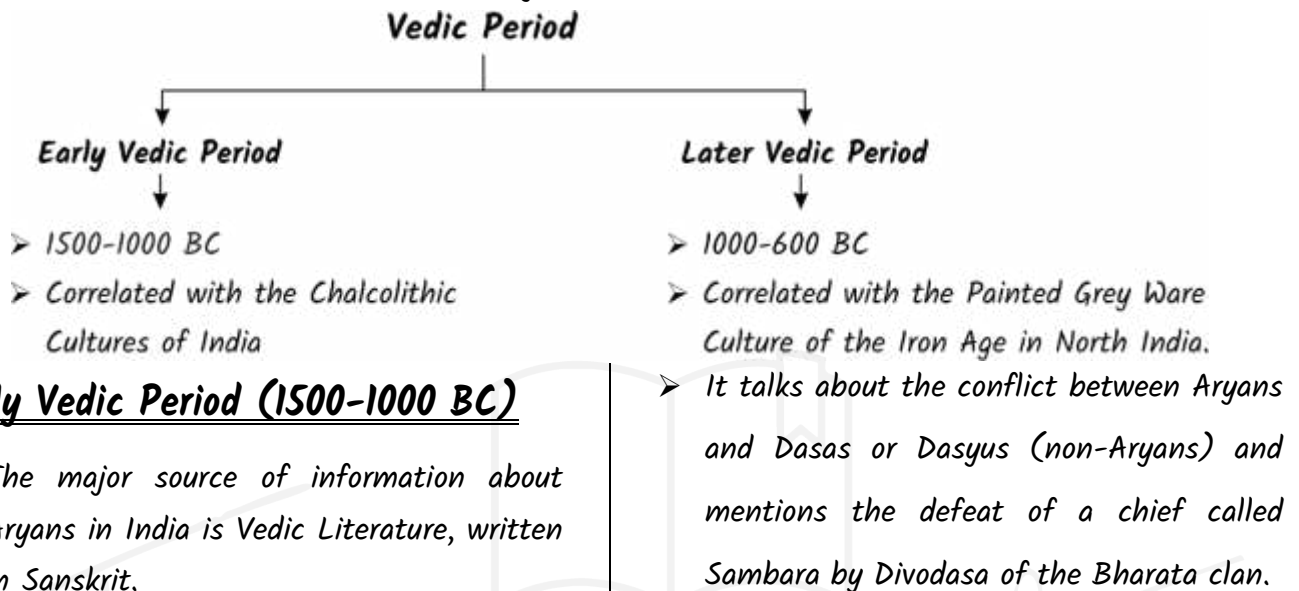 Vedic Period
Early Vedic Period
➢ 1500-1000 BC
➢ Correlated with the Chalcolithic
Cultures of India
Later Vedic Period
➢ 1000-600 BC
➢ Correlated with the Painted Grey Ware
Culture of the Iron Age in North India.
ly Vedic Period (1500-1000 BC)
The major source of information about
Aryans in India is Vedic Literature, written
in Sanskrit.
➢ It talks about the conflict between Aryans
and Dasas or Dasyus (non-Aryans) and
mentions the defeat of a chief called
Sambara by Divodasa of the Bharata clan.